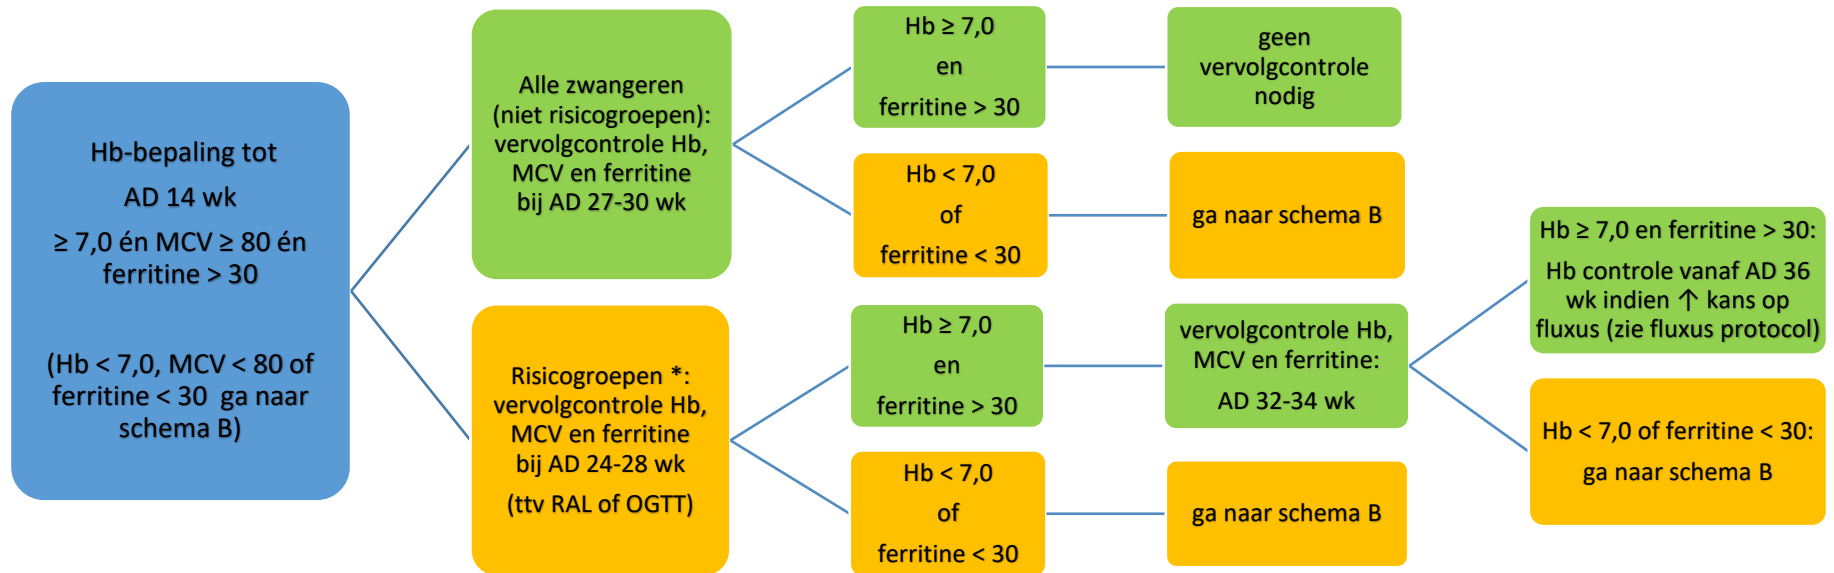 Hb-bepaling tot
AD 14 wk
≥ 7,0 én MCV ≥ 80 én
ferritine > 30
(Hb < 7,0, MCV < 80 of
ferritine < 30  ga naar
schema B)
Alle zwangeren
(niet risicogroepen):
vervolgcontrole Hb,
MCV en ferritine
bij AD 27-30 wk
Hb ≥ 7,0
en
ferritine > 30
geen
vervolgcontrole
nodig
Hb < 7,0
of
ferritine < 30
ga naar schema B
Risicogroepen *:
vervolgcontrole Hb,
MCV en ferritine
bij AD 24-28 wk
(ttv RAL of OGTT)
Hb ≥ 7,0
en
ferritine > 30
vervolgcontrole Hb,
MCV en ferritine:
AD 32-34 wk
Hb ≥ 7,0 en ferritine > 30:
Hb controle vanaf AD 36
wk indien ↑ kans op
fluxus (zie fluxus protocol)
Hb < 7,0 of ferritine < 30:
ga naar schema B
Hb < 7,0
of
ferritine < 30
ga naar schema B